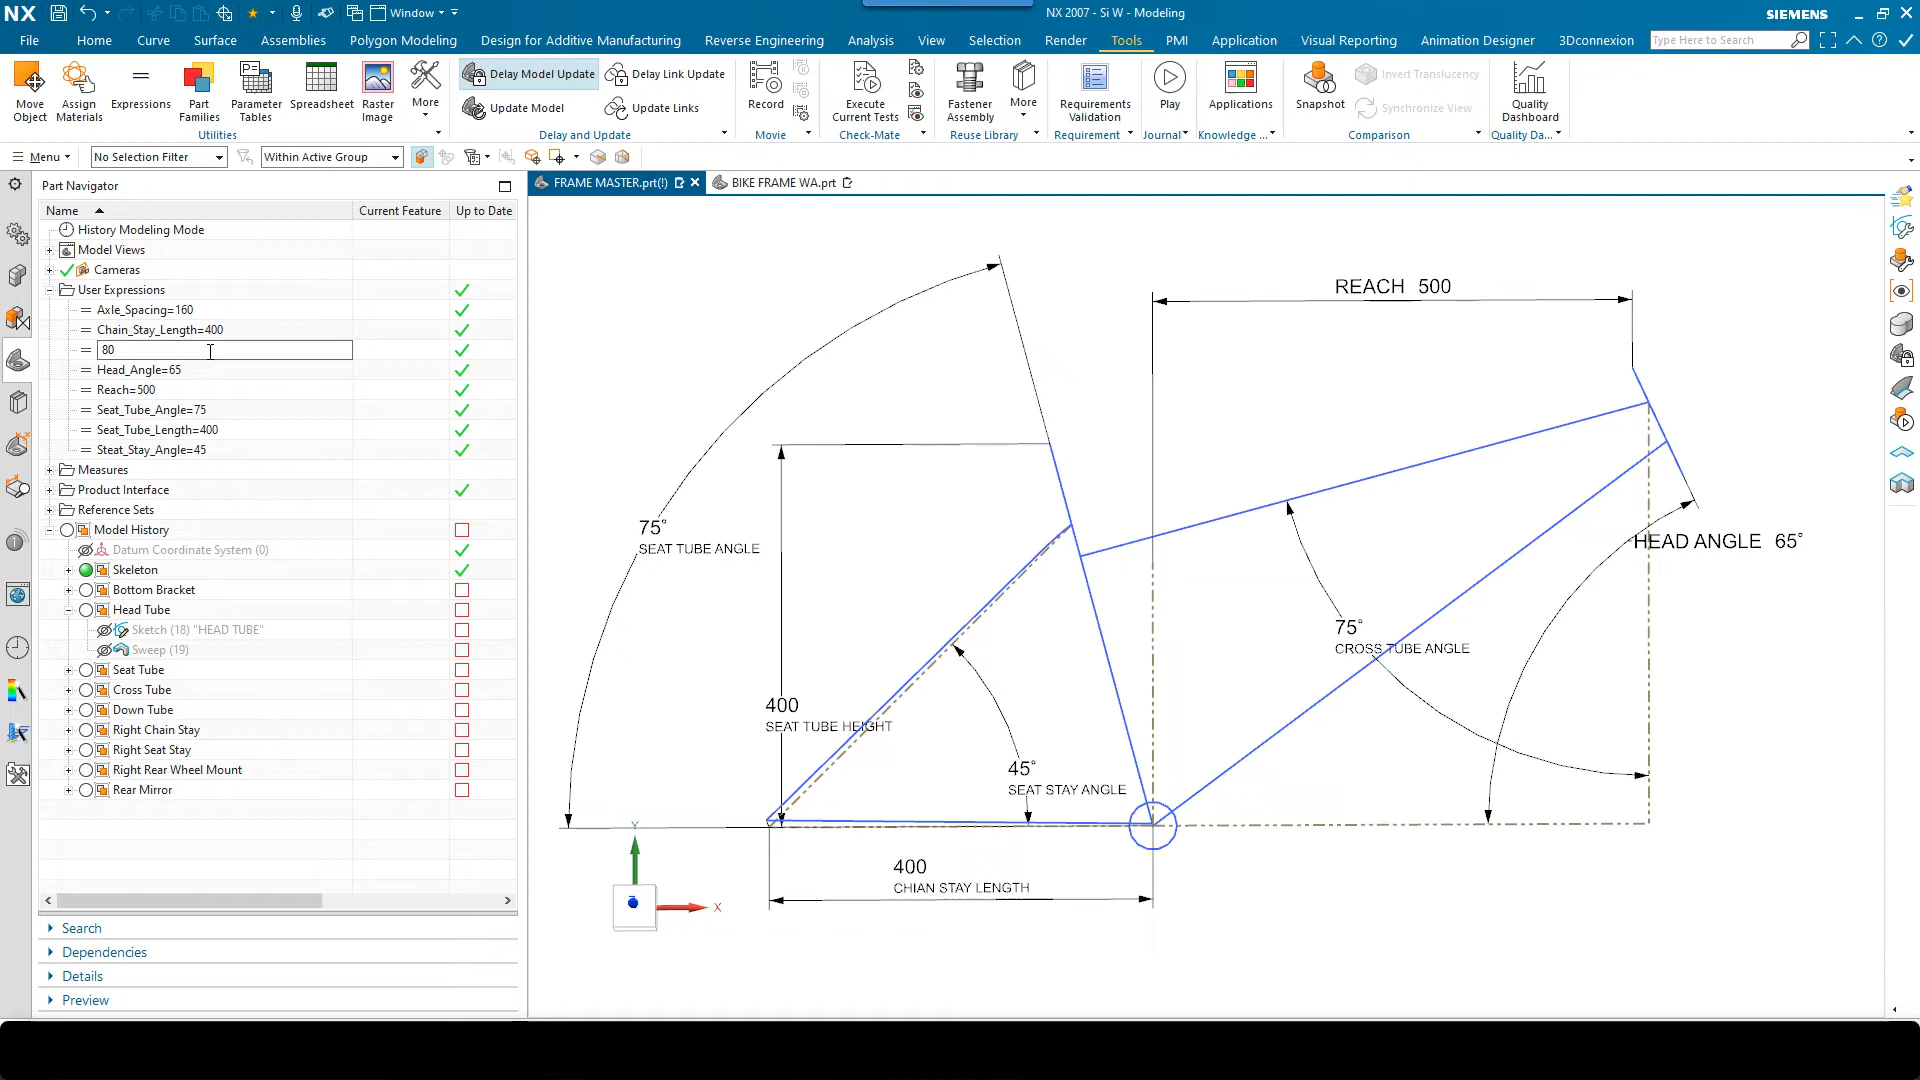 NX
Window
NX 2007 - Si W - Modeling
SIEMENS
File
Home
Curve
Surface
Assemblies
Polygon Modeling
Design for Additive Manufacturing
Reverse Engineering
Analysis
View
Selection
Render
Tools
PMI
Application
Visual Reporting
Animation Designer
3Dconnexion
Type Here to Search
Move Object
Assign Materials
Expressions
Part Families
Parameter Tables
Spreadsheet
Raster Image
More
Utilities
Delay Model Update
Delay Link Update
Update Model
Update Links
Delay and Update
Record
Movie
Execute Current Tests
Check-Mate
Fastener Assembly
More
Reuse Library
Requirements Validation
Requirement
Play
Journal
Applications
Knowledge ...
Snapshot
Invert Translucency
Synchronize View
Comparison
Quality Dashboard
Quality Da...
Menu
No Selection Filter
Within Active Group
Part Navigator
FRAME MASTER.prt(!)
BIKE FRAME WA.prt
Name
Current Feature
Up to Date
History Modeling Mode
Model Views
Cameras
User Expressions
Axle_Spacing=160
Chain_Stay_Length=400
80
Head_Angle=65
Reach=500
Seat_Tube_Angle=75
Seat_Tube_Length=400
Steat_Stay_Angle=45
Measures
Product Interface
Reference Sets
Model History
Datum Coordinate System (0)
Skeleton
Bottom Bracket
Head Tube
Sketch (18) "HEAD TUBE"
Sweep (19)
Seat Tube
Cross Tube
Down Tube
Right Chain Stay
Right Seat Stay
Right Rear Wheel Mount
Rear Mirror
Search
Dependencies
Details
Preview
REACH 500
75°
SEAT TUBE ANGLE
HEAD ANGLE 65°
75°
CROSS TUBE ANGLE
400
SEAT TUBE HEIGHT
45°
SEAT STAY ANGLE
400
CHIAN STAY LENGTH
Y
X